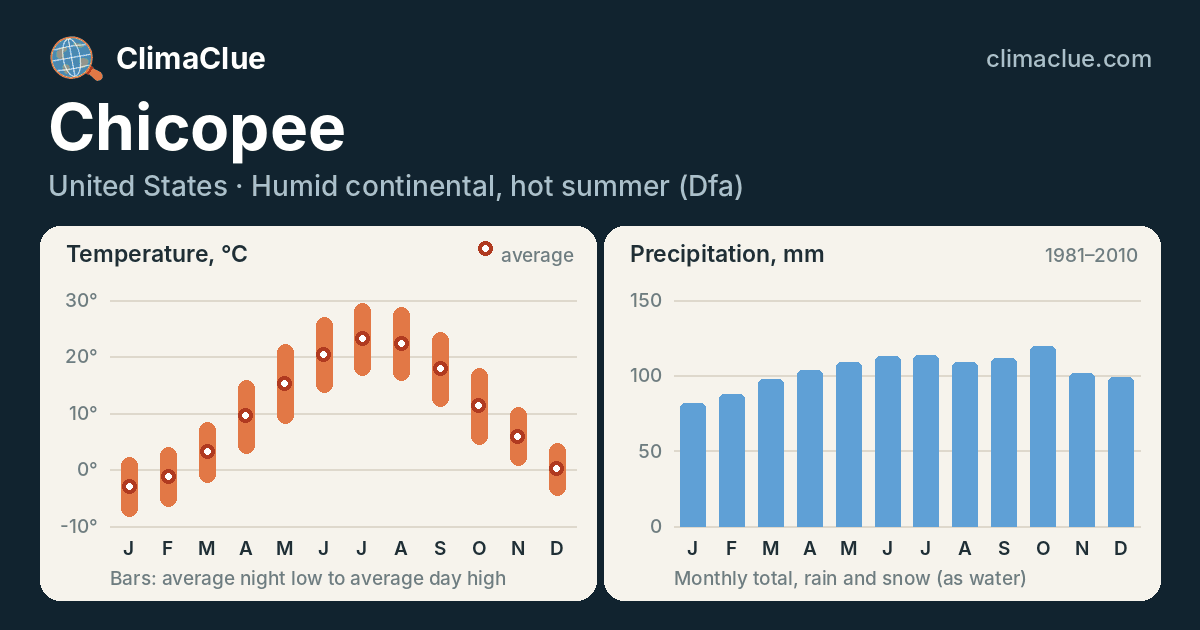 ClimaClue
climaclue.com
Chicopee
United States · Humid continental, hot summer (Dfa)
Temperature, °C
average
30°
20°
10°
0°
-10°
J F M A M J J A S O N D
Bars: average night low to average day high
Precipitation, mm
1981–2010
150
100
50
0
J F M A M J J A S O N D
Monthly total, rain and snow (as water)